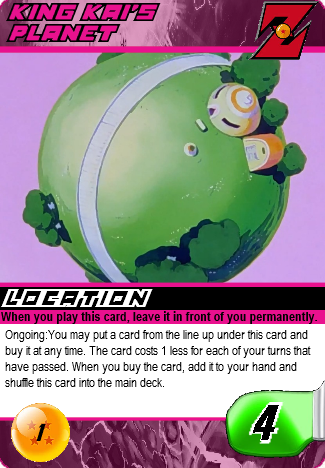 KING KAI'S
PLANET
Z
LOCATION
When you play this card, leave it in front of you permanently.
Ongoing:You may put a card from the line up under this card and
buy it at any time. The card costs 1 less for each of your turns that
have passed. When you buy the card, add it to your hand and
shuffle this card into the main deck.
1
4